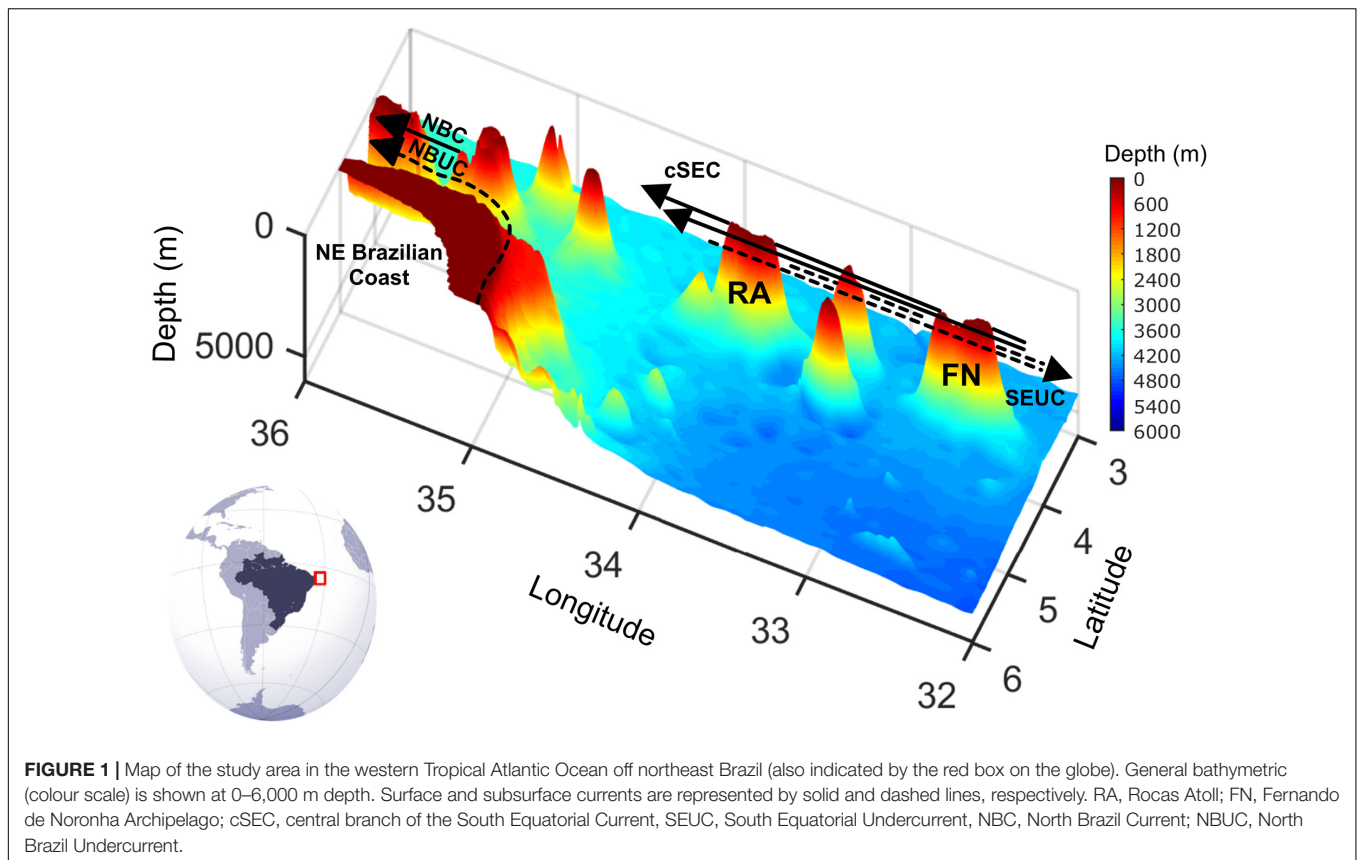 NBC
NBUC
cSEC
Depth (m)
0
600
1200
1800
2400
3000
3600
4200
4800
5400
6000
NE Brazilian
Coast
RA
FN
SEUC
Depth (m)
0
5000
36
35
34
33
32
Longitude
3
4
5
6
Latitude
FIGURE 1 | Map of the study area in the western Tropical Atlantic Ocean off northeast Brazil (also indicated by the red box on the globe). General bathymetric
(colour scale) is shown at 0–6,000 m depth. Surface and subsurface currents are represented by solid and dashed lines, respectively. RA, Rocas Atoll; FN, Fernando
de Noronha Archipelago; cSEC, central branch of the South Equatorial Current, SEUC, South Equatorial Undercurrent, NBC, North Brazil Current; NBUC, North
Brazil Undercurrent.